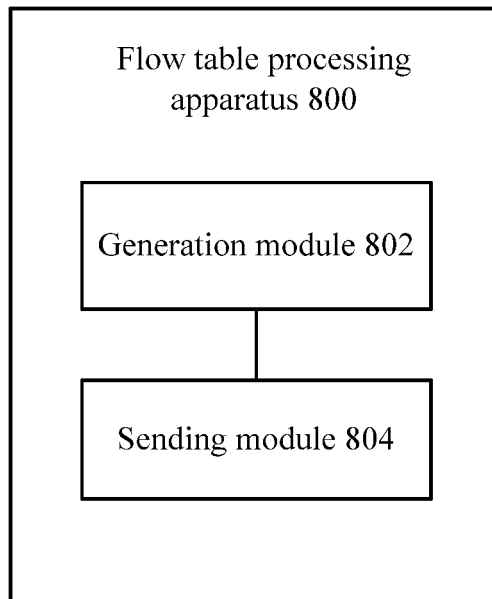 Flow table processing
apparatus 800
Generation module 802
Sending module 804